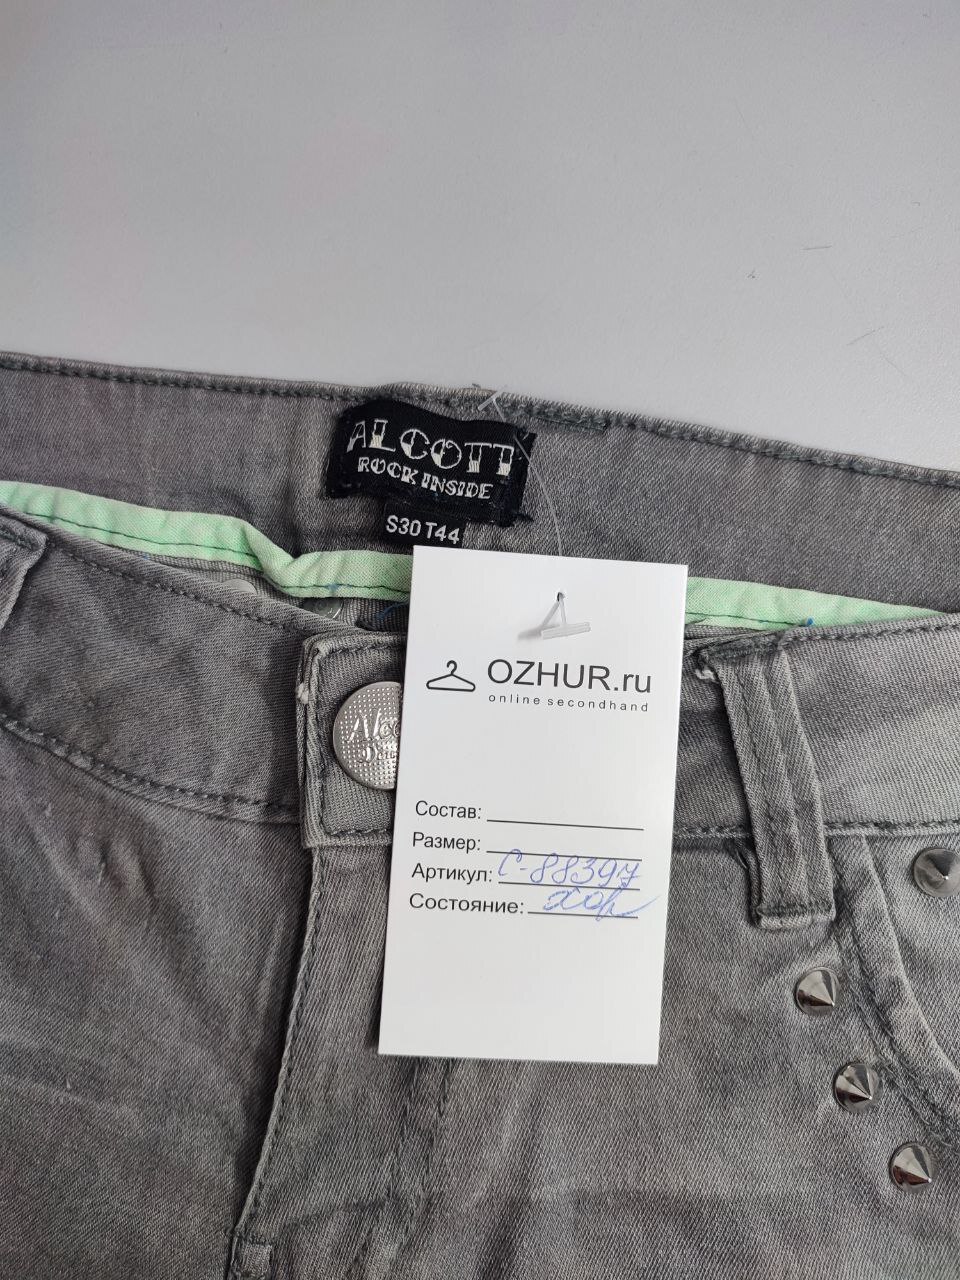 ALCOTT
ROCK INSIDE
S30 T44
OZHUR.ru
online secondhand
Состав:
Размер:
Артикул: С-88397
Состояние: хор